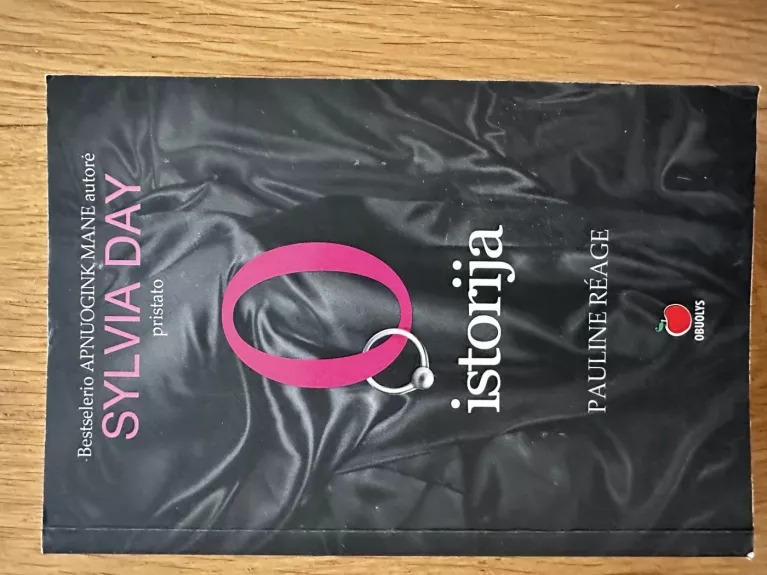 Bestselerio APNUOGINK MANE autorė
SYLVIA DAY
pristato
O
istorija
PAULINE RÉAGE
OBUOLYS